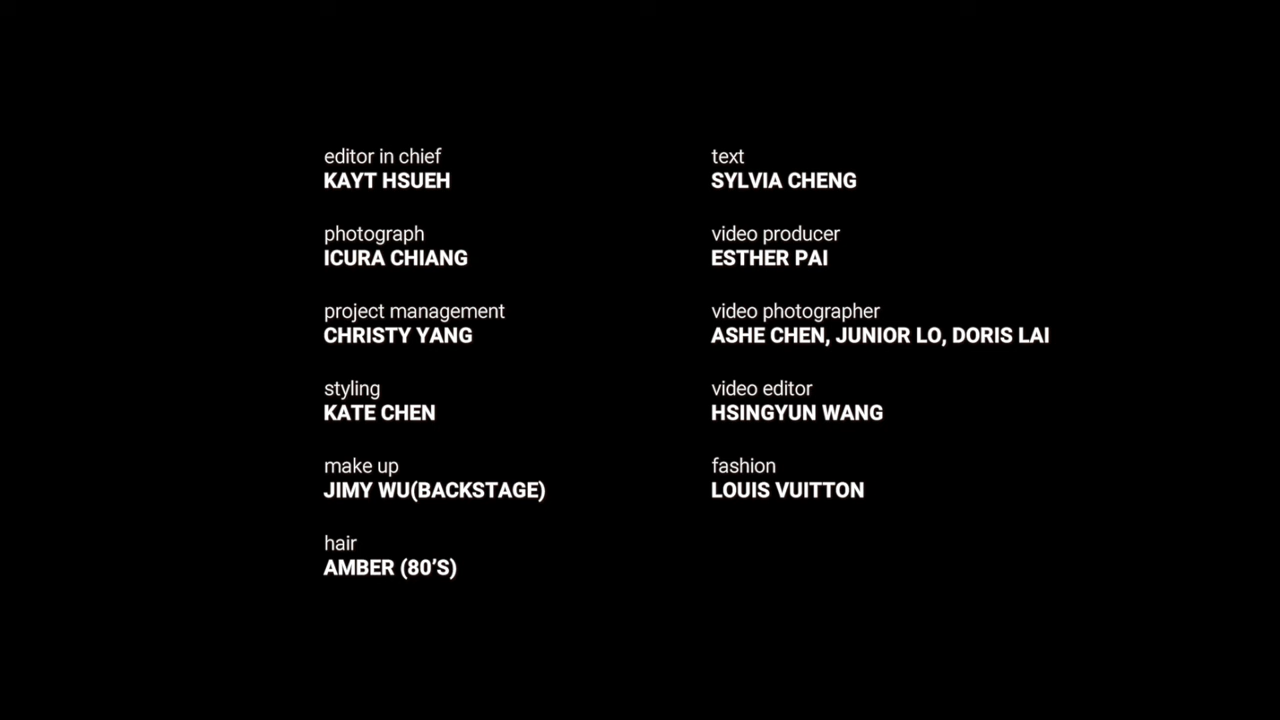 editor in chief
KAYT HSUEH
photograph
ICURA CHIANG
project management
CHRISTY YANG
styling
KATE CHEN
make up
JIMY WU(BACKSTAGE)
hair
AMBER (80’S)
text
SYLVIA CHENG
video producer
ESTHER PAI
video photographer
ASHE CHEN, JUNIOR LO, DORIS LAI
video editor
HSINGYUN WANG
fashion
LOUIS VUITTON